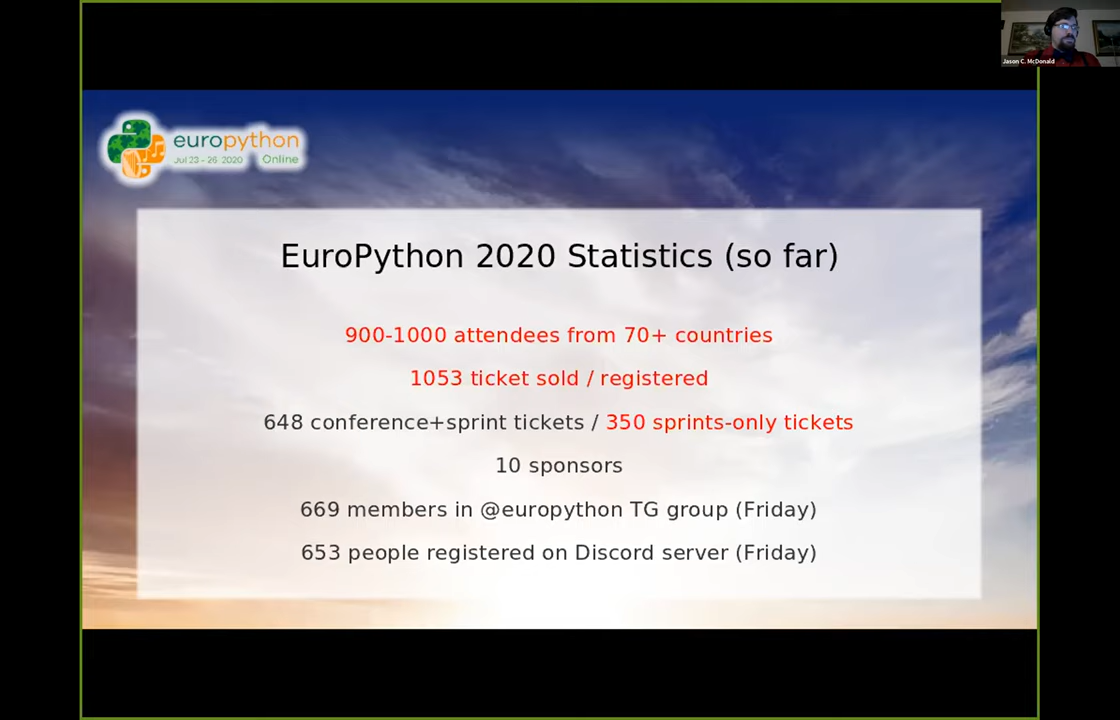 Jason C. McDonald
europython
Jul 23 - 26 2020 Online
EuroPython 2020 Statistics (so far)
900-1000 attendees from 70+ countries
1053 ticket sold / registered
648 conference+sprint tickets / 350 sprints-only tickets
10 sponsors
669 members in @europython TG group (Friday)
653 people registered on Discord server (Friday)